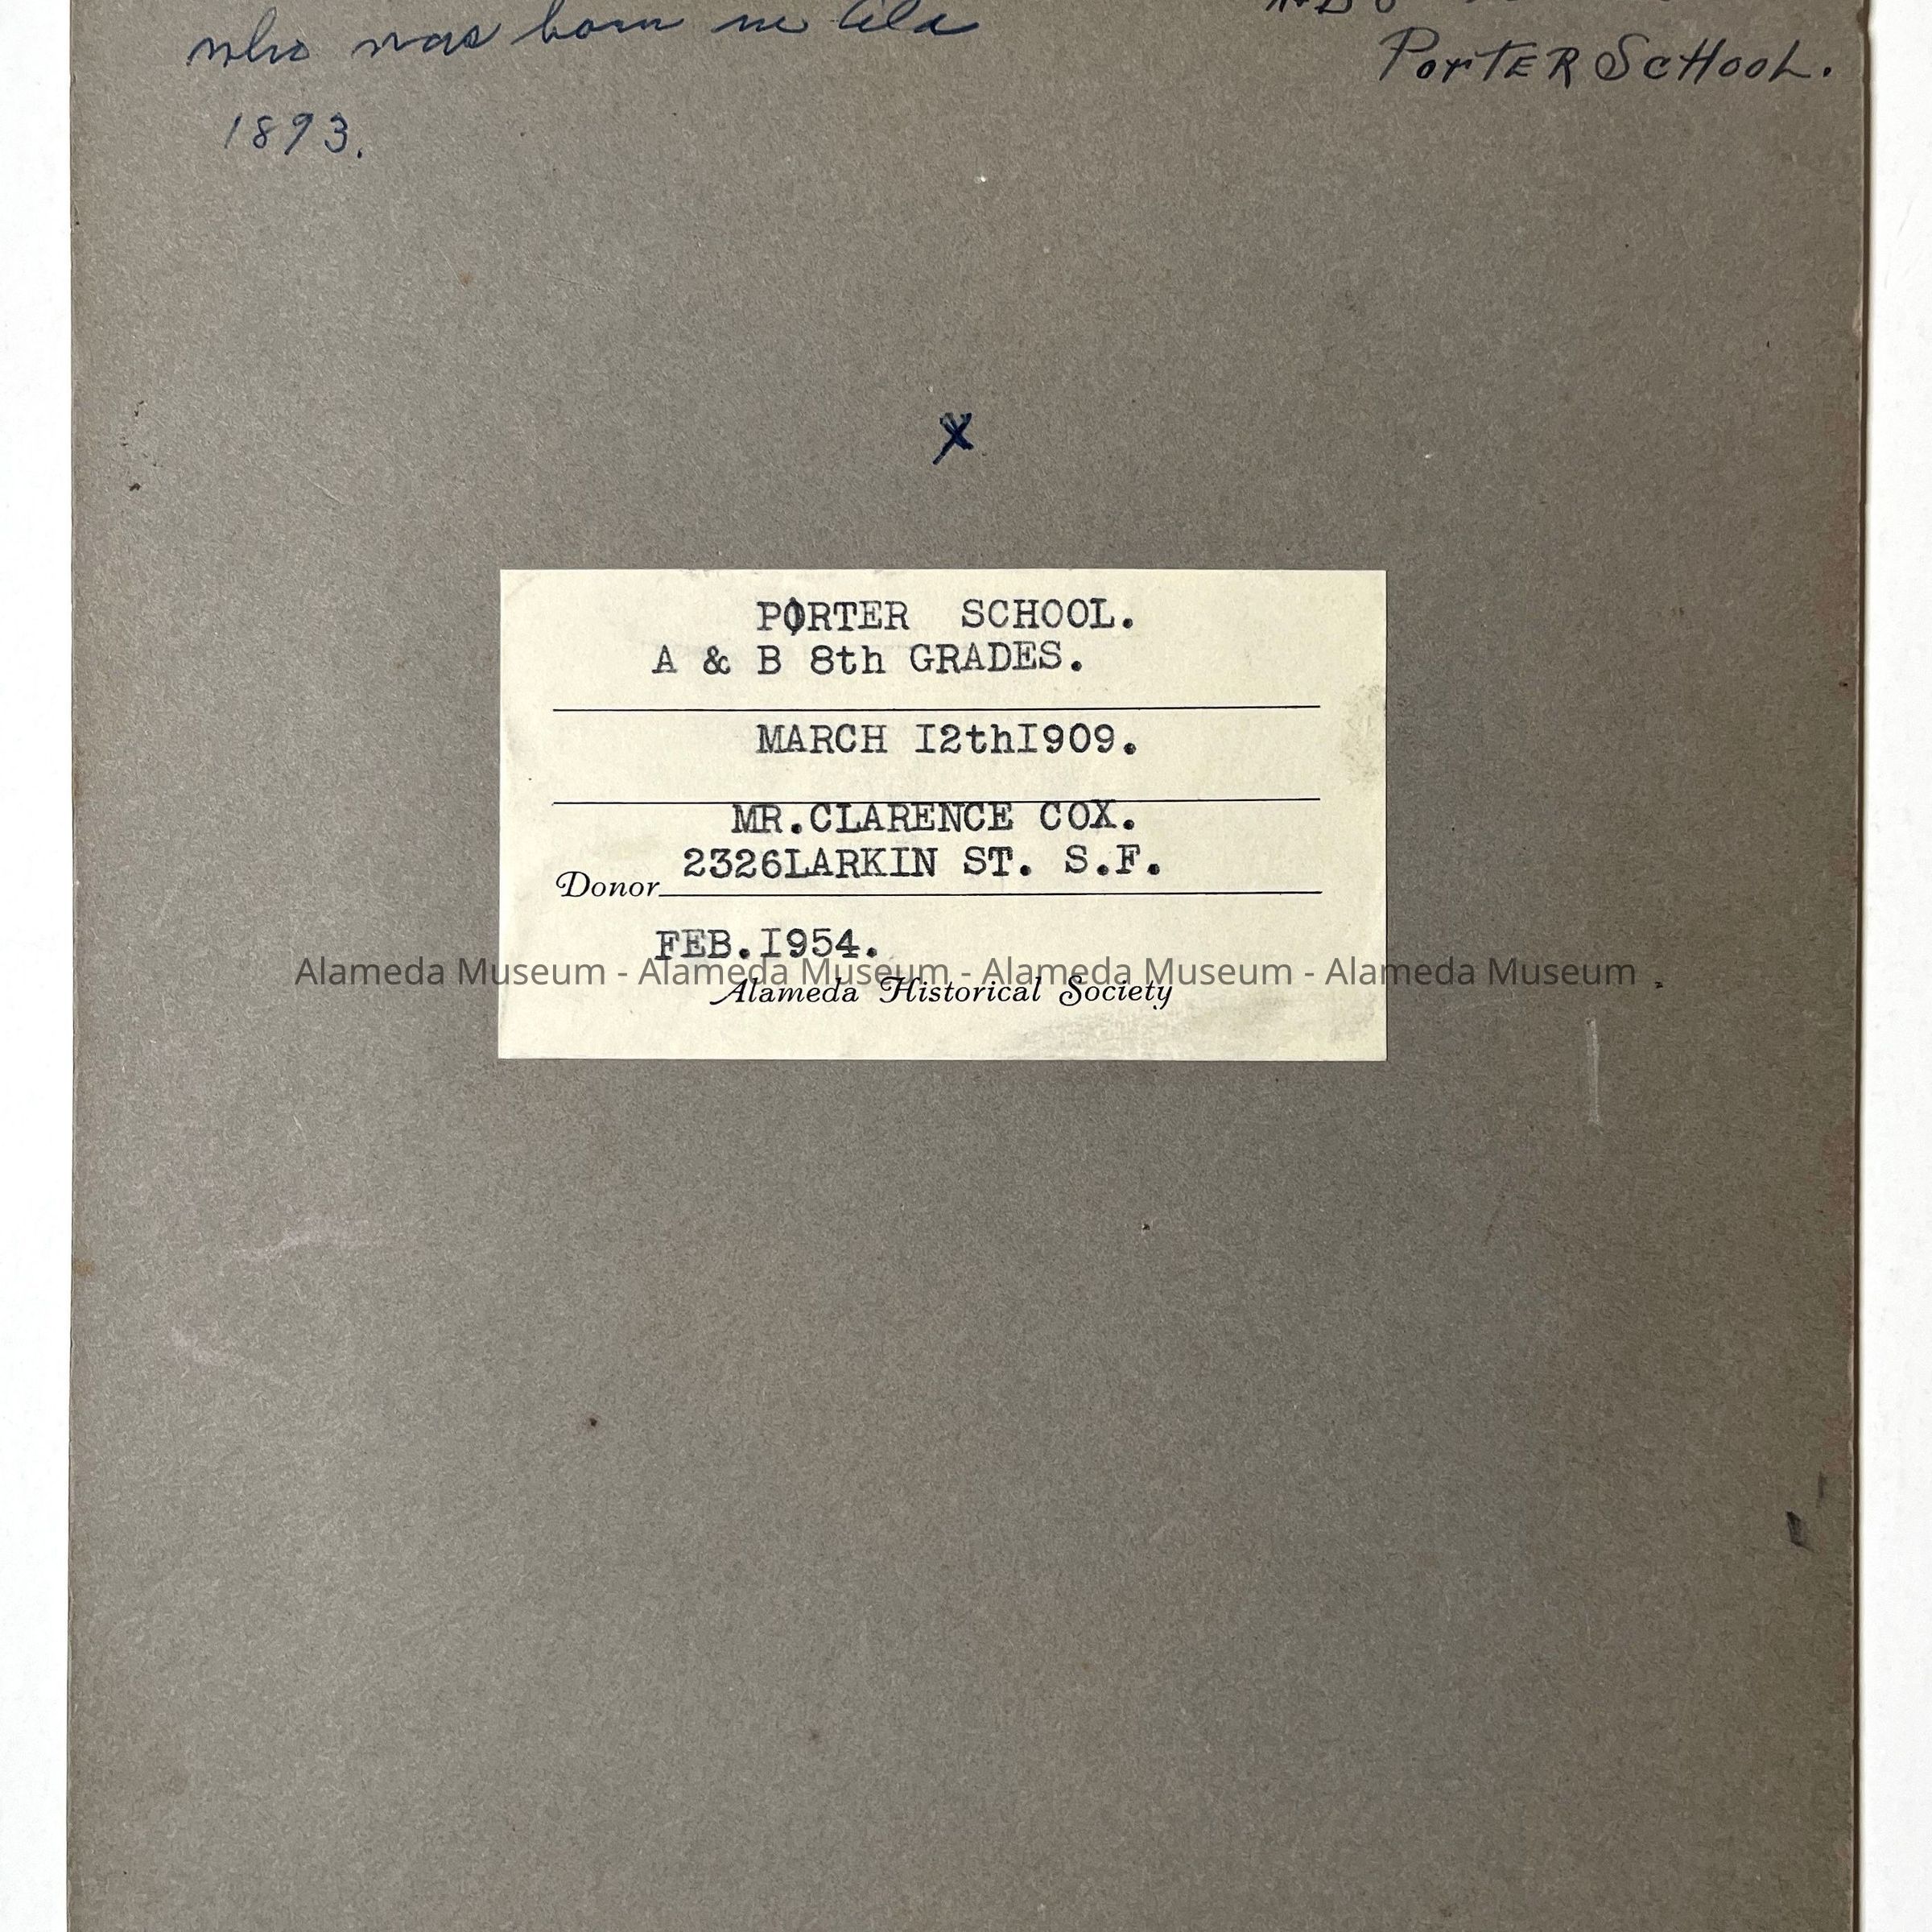 who was born in Ala
1893.
PorTER ScHooL.
X
PORTER SCHOOL.
A & B 8th GRADES.
MARCH I2thI909.
MR.CLARENCE COX.
Donor 2326LARKIN ST. S.F.
FEB.I954.
Alameda Museum - Alameda Museum - Alameda Museum - Alameda Museum
Alameda Historical Society